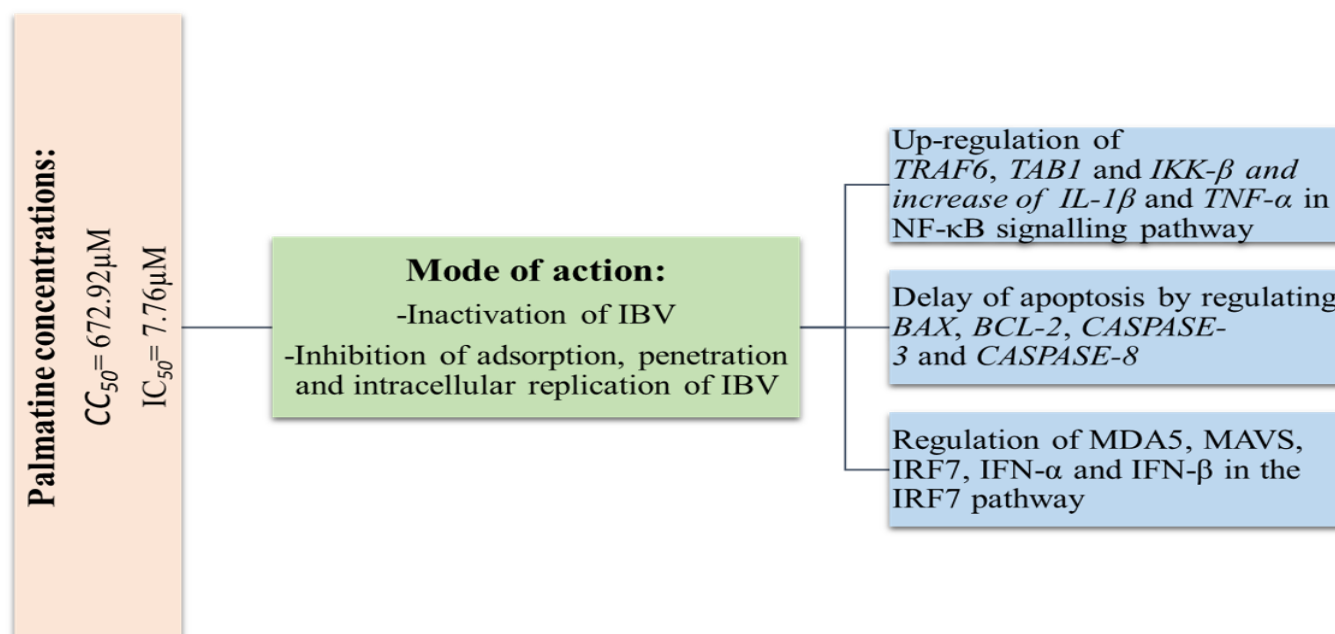 Palmatine concentrations:
CC50= 672.92μM
IC50= 7.76μM
Mode of action:
-Inactivation of IBV
-Inhibition of adsorption, penetration
and intracellular replication of IBV
Up-regulation of
TRAF6, TAB1 and IKK-β and
increase of IL-1β and TNF-α in
NF-κB signalling pathway
Delay of apoptosis by regulating
BAX, BCL-2, CASPASE-
3 and CASPASE-8
Regulation of MDA5, MAVS,
IRF7, IFN-α and IFN-β in the
IRF7 pathway